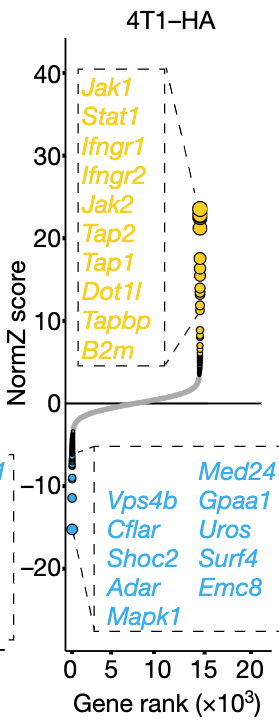 4T1–HA
NormZ score
40
30
20
10
0
–10
–20
Jak1
Stat1
Ifngr1
Ifngr2
Jak2
Tap2
Tap1
Dot1l
Tapbp
B2m
1
Med24
Vps4b Gpaa1
Cflar Uros
Shoc2 Surf4
Adar Emc8
Mapk1
0 5 10 15 20
Gene rank (×10³)